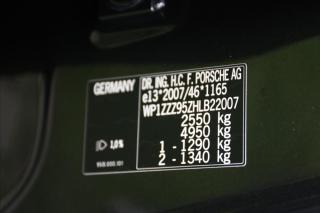 GERMANY
DR. ING. H.C. F. PORSCHE AG
e13*2007/46*1165
WP1ZZZ95ZHLB22007
2550 kg
4950 kg
1 - 1290 kg
2 - 1340 kg
1,0%